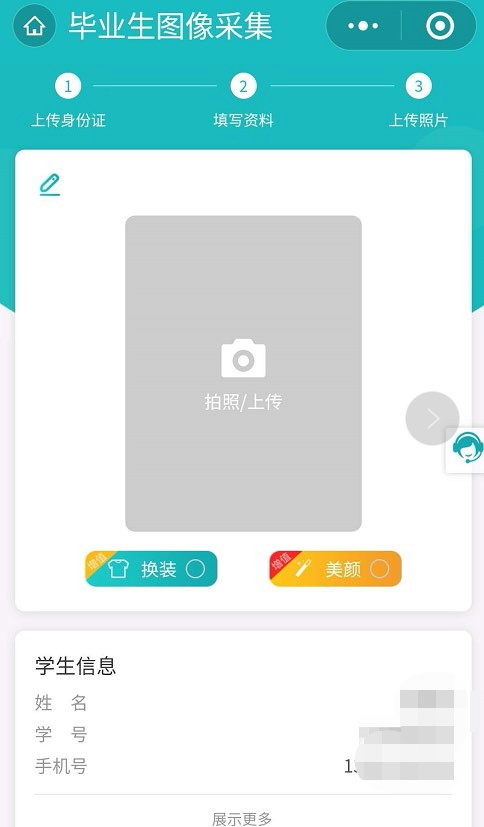 毕业生图像采集
1 2 3
上传身份证 填写资料 上传照片
拍照/上传
增值 换装 增值 美颜
学生信息
姓 名
学 号
手机号 1
展示更多